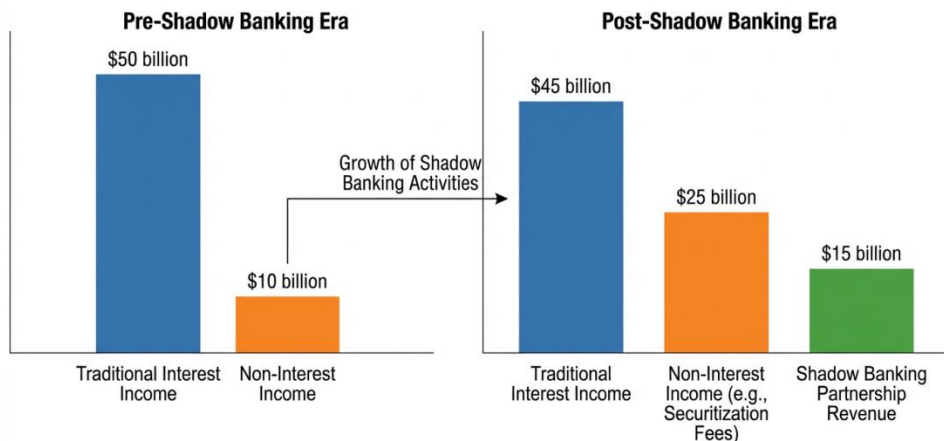 Pre-Shadow Banking Era
$50 billion
$10 billion
Traditional Interest
Income
Non-Interest
Income
Growth of Shadow
Banking Activities
Post-Shadow Banking Era
$45 billion
$25 billion
$15 billion
Traditional
Interest Income
Non-Interest
Income (e.g.,
Securitization
Fees)
Shadow Banking
Partnership
Revenue